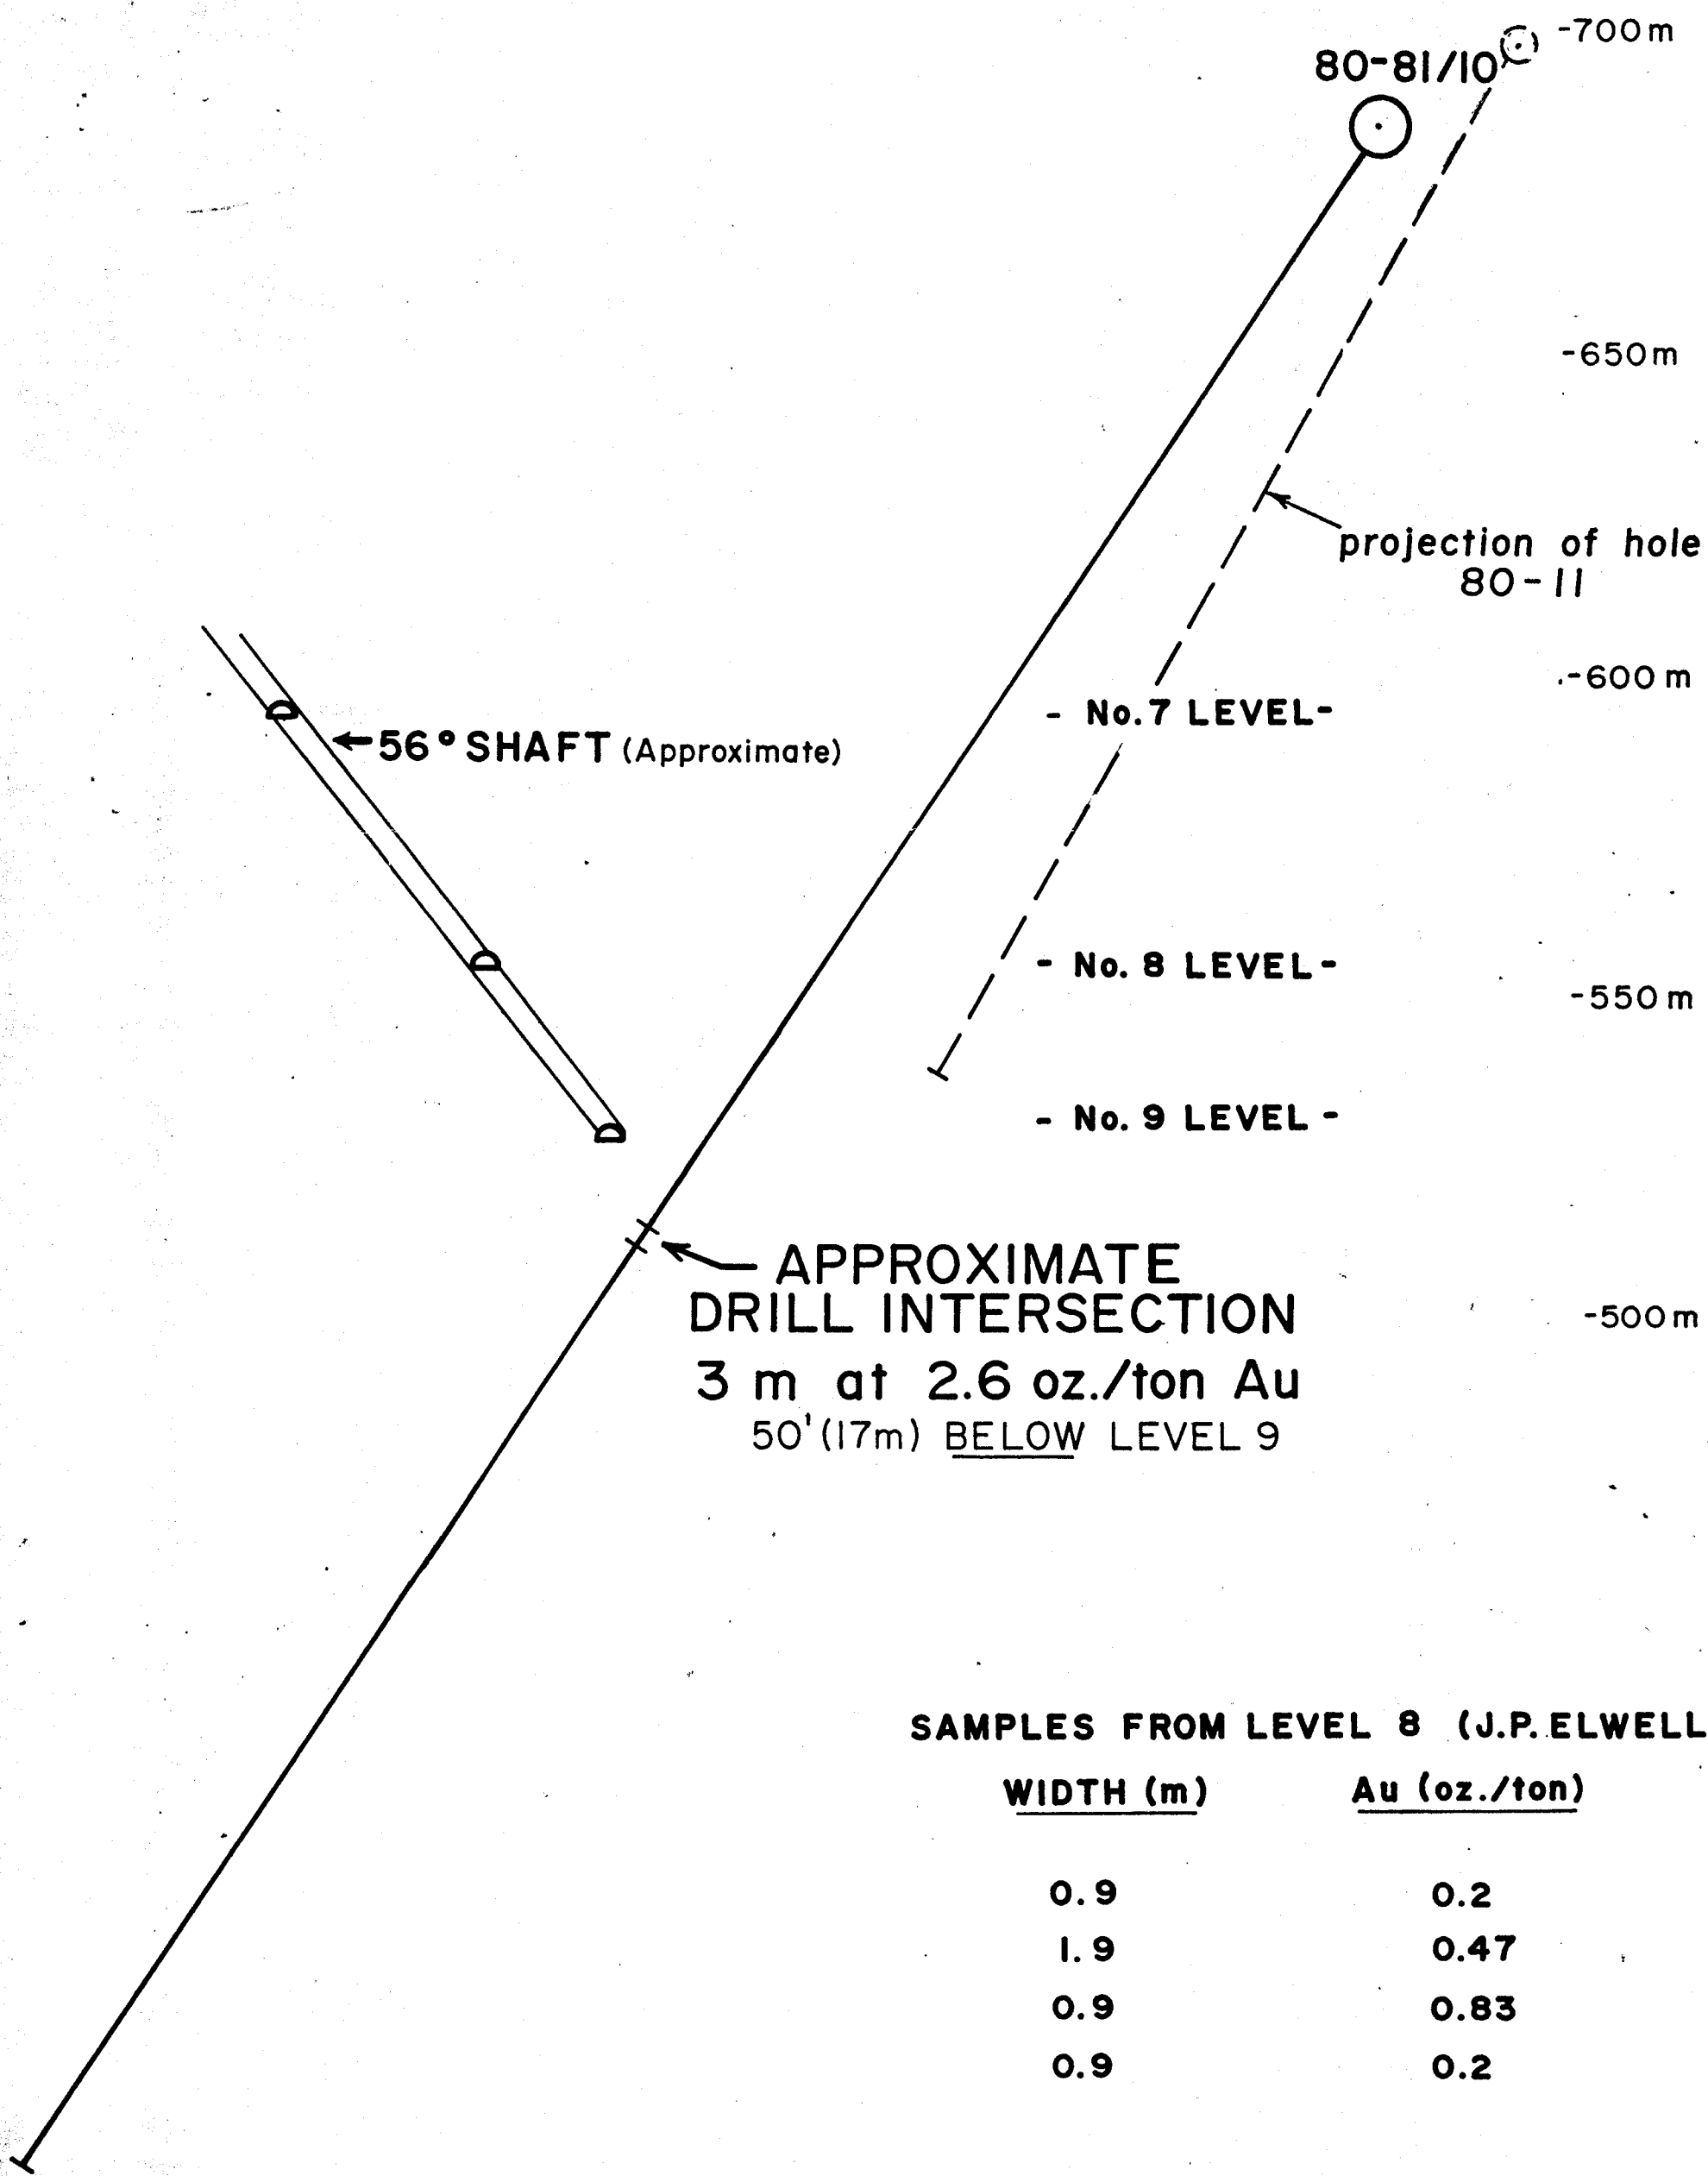 -700m
80-81/10
-650m
projection of hole
80-11
-600m
- No.7 LEVEL-
56° SHAFT (Approximate)
- No. 8 LEVEL-
-550m
- No. 9 LEVEL -
APPROXIMATE
DRILL INTERSECTION
-500m
3 m at 2.6 oz./ton Au
50' (17m) BELOW LEVEL 9
SAMPLES FROM LEVEL 8 (J.P. ELWELL
WIDTH (m) Au (oz./ton)
0.9 0.2
1.9 0.47
0.9 0.83
0.9 0.2